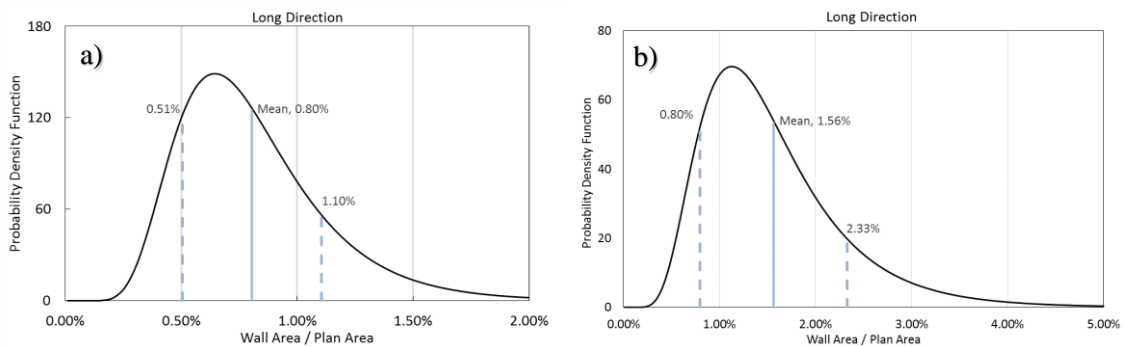 Long Direction
180
a)
0.51%
Mean, 0.80%
120
1.10%
60
0
Probability Density Function
0.00%
0.50%
1.00%
1.50%
2.00%
Wall Area / Plan Area
Long Direction
80
b)
0.80%
Mean, 1.56%
60
40
2.33%
20
0
Probability Density Function
0.00%
1.00%
2.00%
3.00%
4.00%
5.00%
Wall Area / Plan Area